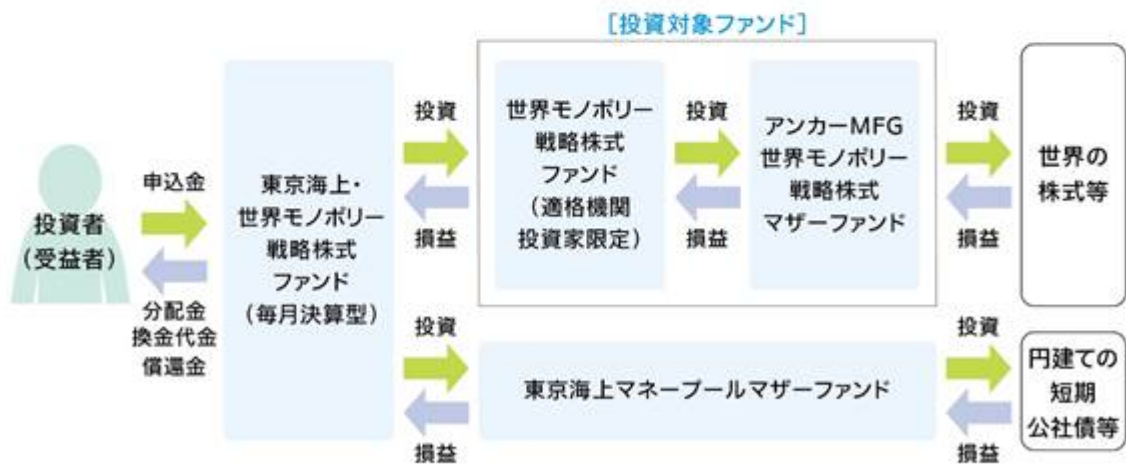 [投資対象ファンド]
投資者
(受益者)
申込金
分配金
換金代金
償還金
東京海上・
世界モノポリー
戦略株式
ファンド
(毎月決算型)
投資
損益
世界モノポリー
戦略株式
ファンド
(適格機関
投資家限定)
投資
損益
アンカーMFG
世界モノポリー
戦略株式
マザーファンド
投資
損益
世界の
株式等
投資
損益
東京海上マネープールマザーファンド
投資
損益
円建ての
短期
公社債等